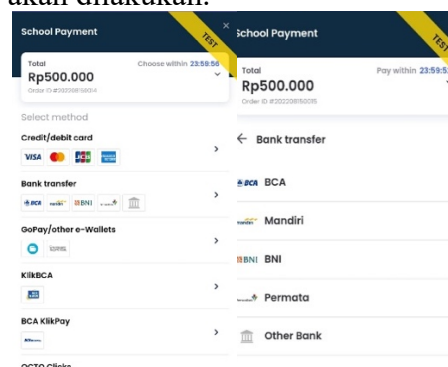 akan dilakukan.
School Payment
TEST
Total
Choose within 23:59:56
Rp500.000
Select method
Credit/debit card
VISA JCB
Bank transfer
BCA BNI
GoPay/other e-Wallets
KlikBCA
BCA KlikPay
OCTO Clicks
School Payment
TEST
Total
Pay within 23:59:5
Rp500.000
Bank transfer
BCA BCA
Mandiri
BNI BNI
Permata
Other Bank